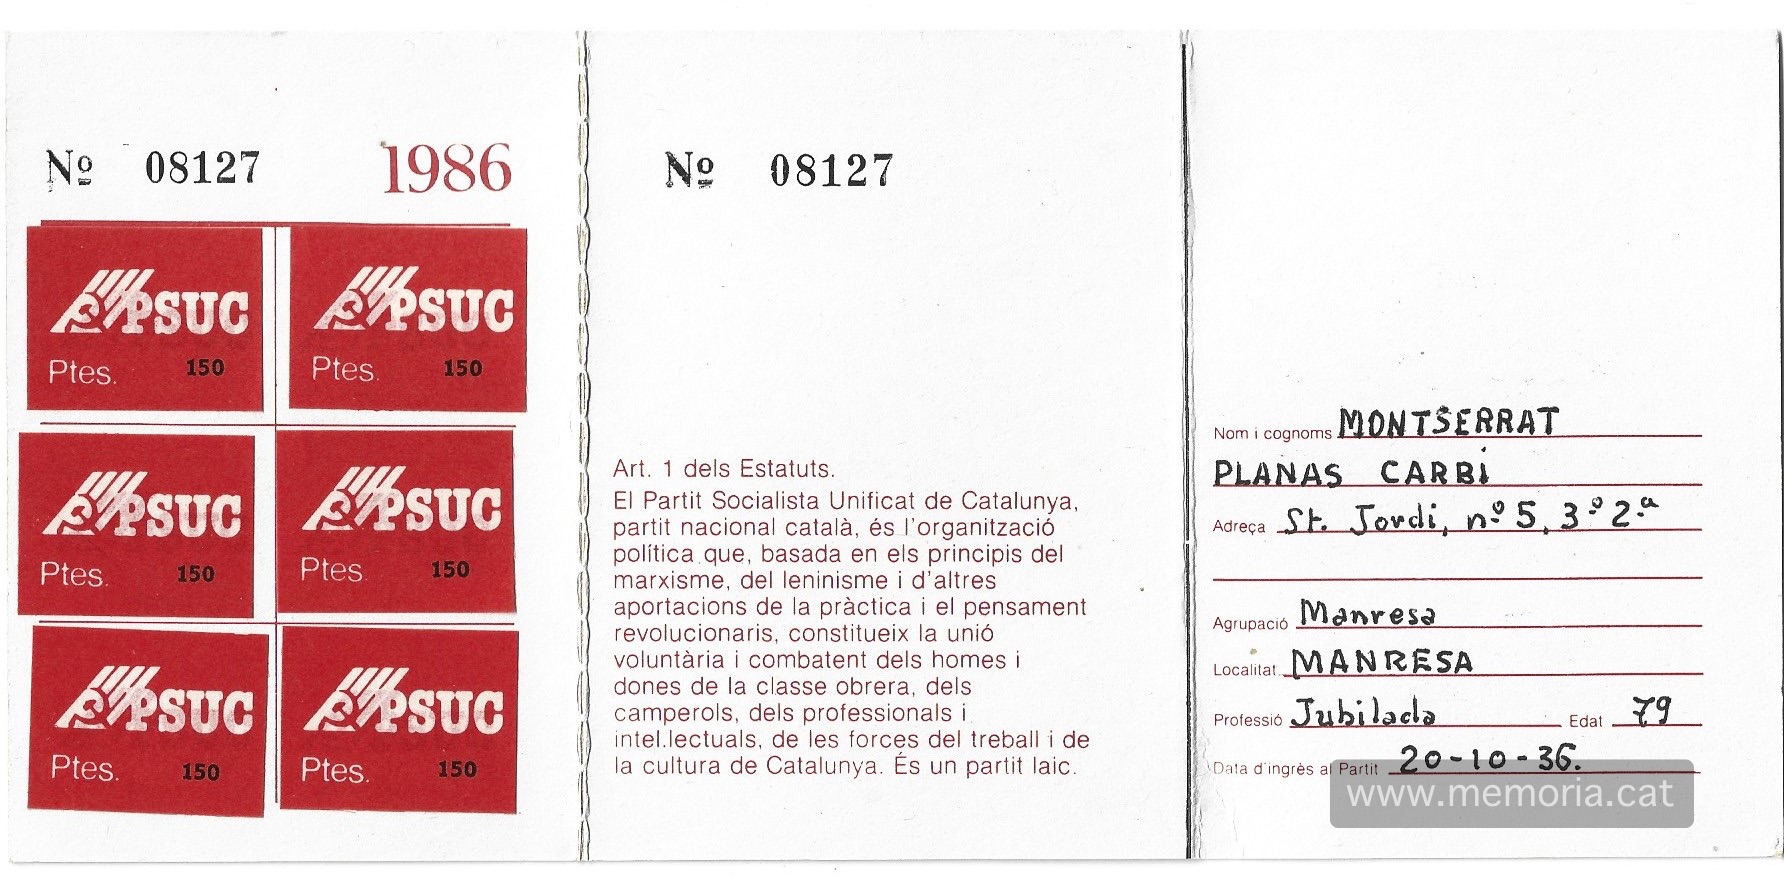 Nº 08127 1986
PSUC PSUC
Ptes. 150 Ptes. 150
PSUC PSUC
Ptes. 150 Ptes. 150
PSUC PSUC
Ptes. 150 Ptes. 150
Nº 08127
Art. 1 dels Estatuts.
El Partit Socialista Unificat de Catalunya,
partit nacional català, és l'organització
política que, basada en els principis del
marxisme, del leninisme i d'altres
aportacions de la pràctica i el pensament
revolucionaris, constitueix la unió
voluntària i combatent dels homes i
dones de la classe obrera, dels
camperols, dels professionals i
intel.lectuals, de les forces del treball i de
la cultura de Catalunya. És un partit laic.
Nom i cognoms MONTSERRAT
PLANAS CARBÍ
Adreça St. Jordi, nº 5, 3º 2ª
Agrupació Manresa
Localitat MANRESA
Professió Jubilada Edat 79
Data d'ingrès al Partit 20-10-36.
www.memoria.cat